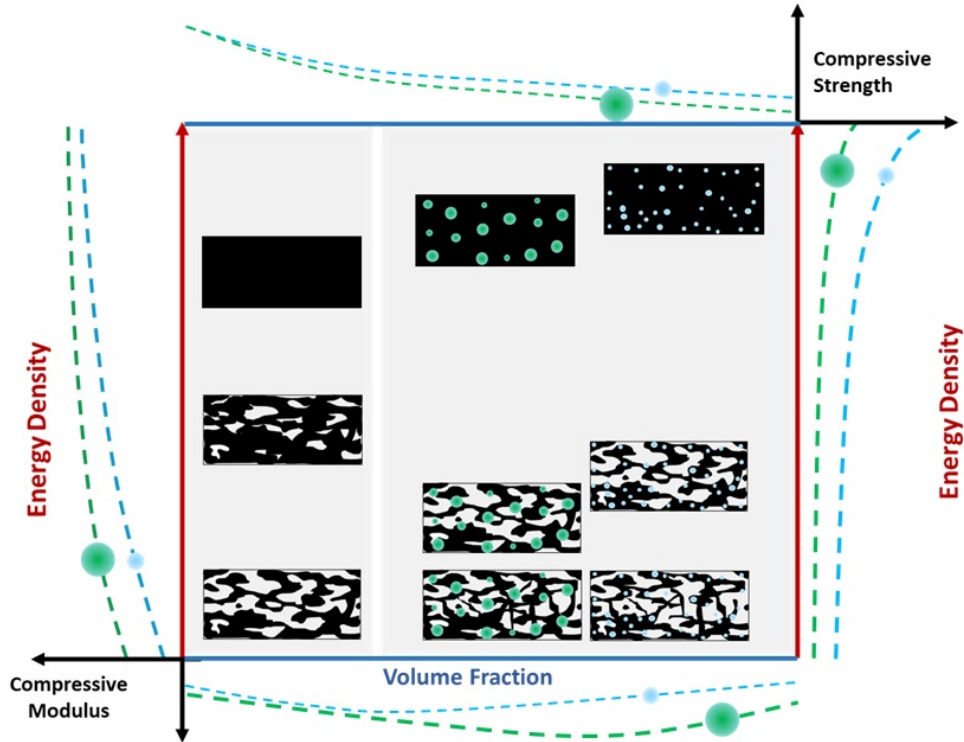 Compressive
Strength
Energy Density
Energy Density
Volume Fraction
Compressive
Modulus